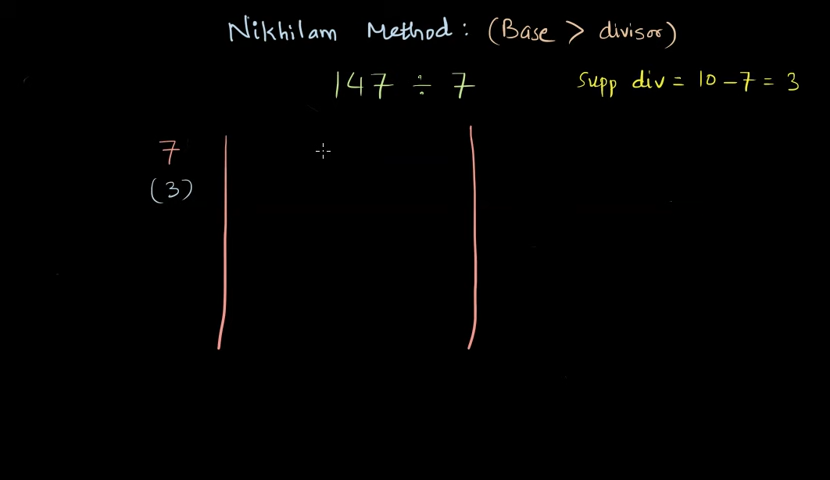 Nikhilam Method: (Base > divisor)
147 ÷ 7
Supp div = 10 - 7 = 3
7
(3)